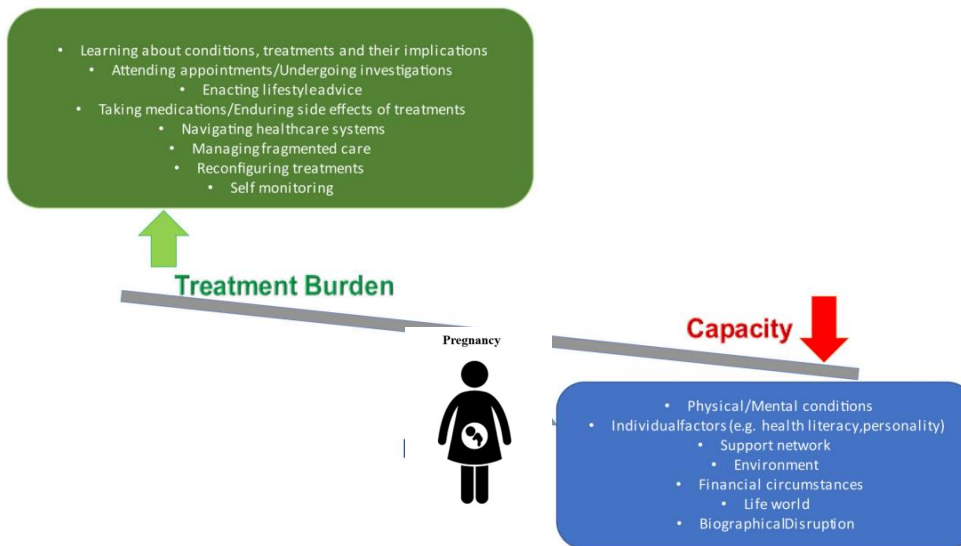 • Learning about conditions, treatments and their implications
• Attending appointments/Undergoing investigations
• Enacting lifestyleadvice
• Taking medications/Enduring side effects of treatments
• Navigating healthcare systems
• Managingfragmented care
• Reconfiguring treatments
• Self monitoring
Treatment Burden
Capacity
Pregnancy
• Physical/Mental conditions
• Individualfactors(e.g. health literacy,personality)
• Support network
• Environment
• Financial circumstances
• Life world
• BiographicalDisruption